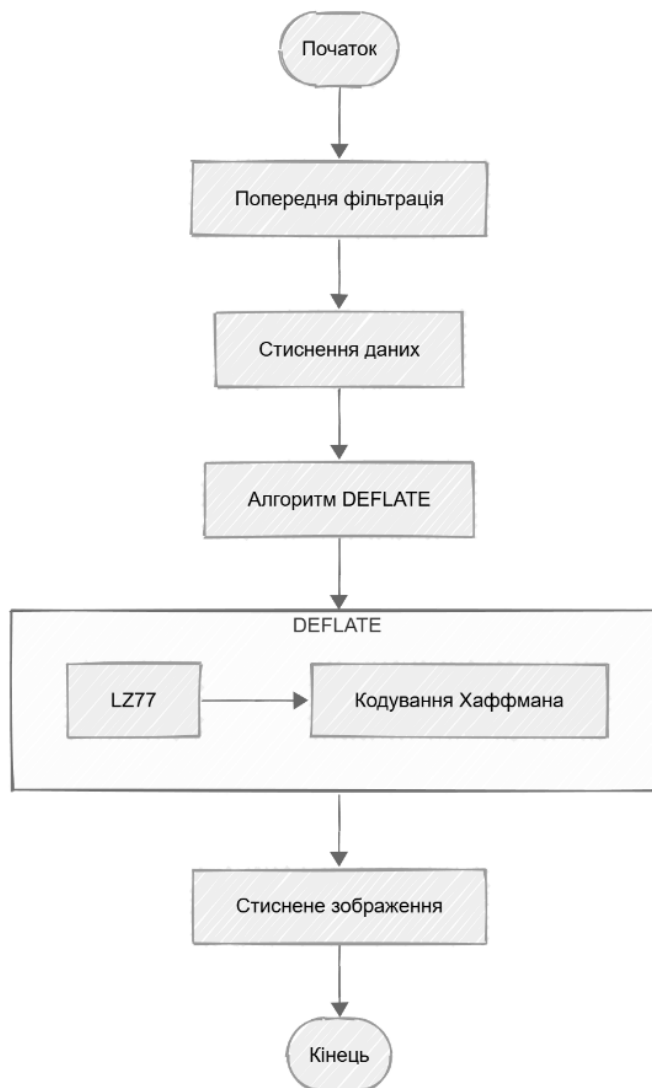 Початок
Попередня фільтрація
Стиснення даних
Алгоритм DEFLATE
DEFLATE
LZ77
Кодування Хаффмана
Стиснене зображення
Кінець